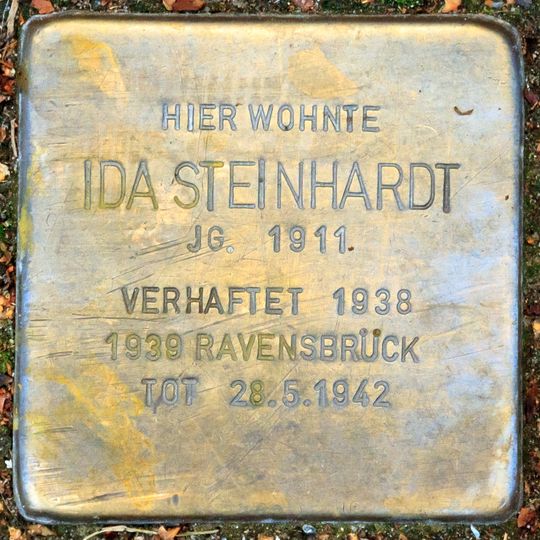 HIER WOHNTE
IDA STEINHARDT
JG. 1911
VERHAFTET 1938
1939 RAVENSBRÜCK
TOT 28.5.1942